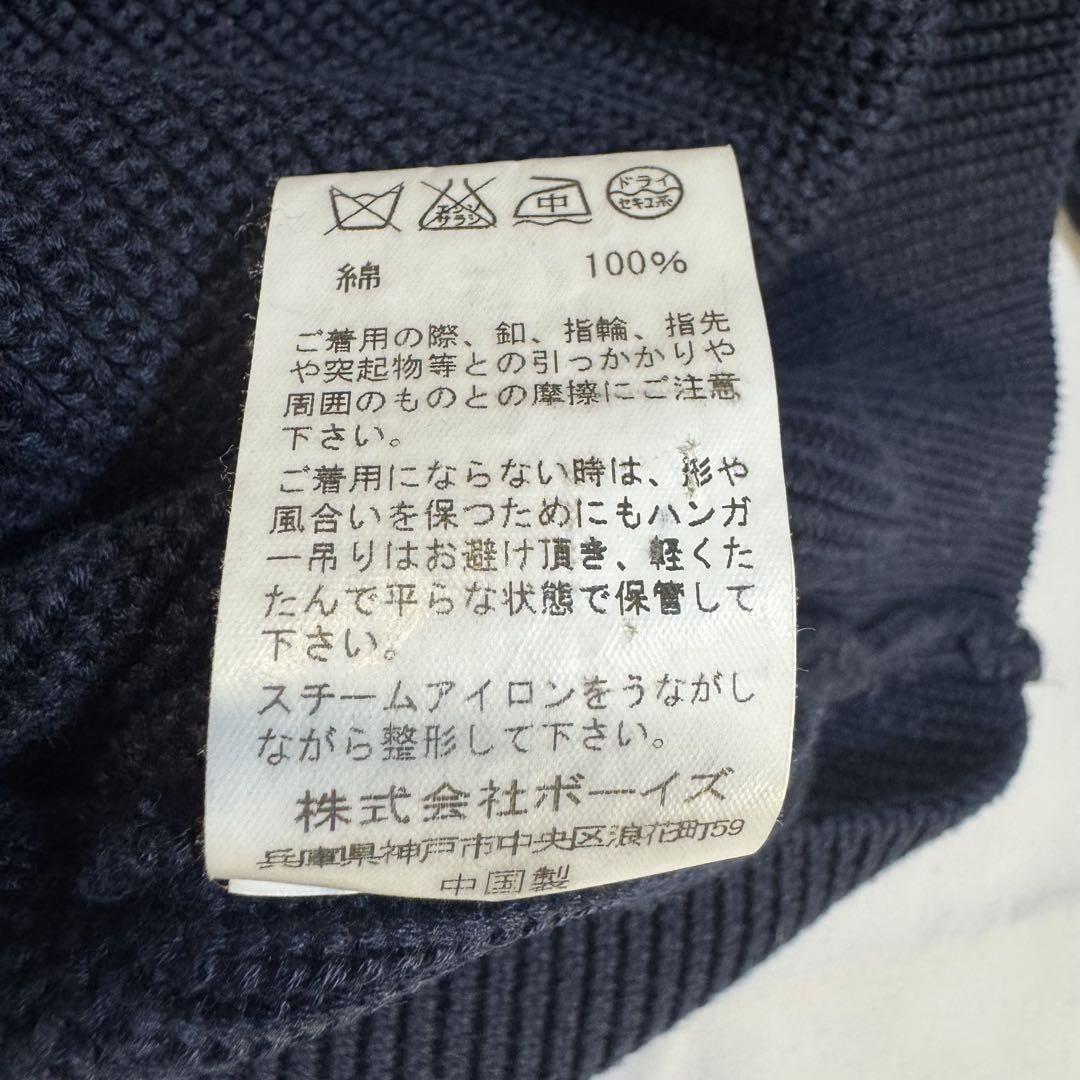 エンソ
サラシ
中
ドライ
セキユ系
綿 100%
ご着用の際、釦、指輪、指先
や突起物等との引っかかりや
周囲のものとの摩擦にご注意
下さい。
ご着用にならない時は、形や
風合いを保つためにもハンガ
ー吊りはお避け頂き、軽くた
たんで平らな状態で保管して
下さい。
スチームアイロンをうながし
ながら整形して下さい。
株式会社ボーイズ
兵庫県神戸市中央区浪花町59
中国製